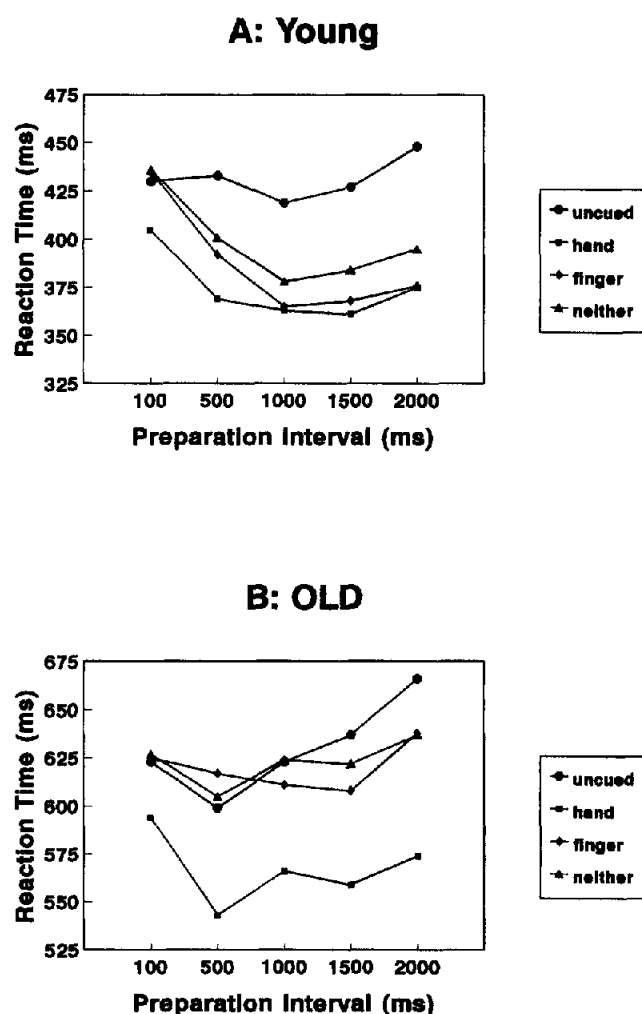 A: Young
475
450
425
400
375
350
325
Reaction Time (ms)
100 500 1000 1500 2000
Preparation Interval (ms)
uncued
hand
finger
neither
B: OLD
675
650
625
600
575
550
525
Reaction Time (ms)
100 500 1000 1500 2000
Preparation Interval (ms)
uncued
hand
finger
neither